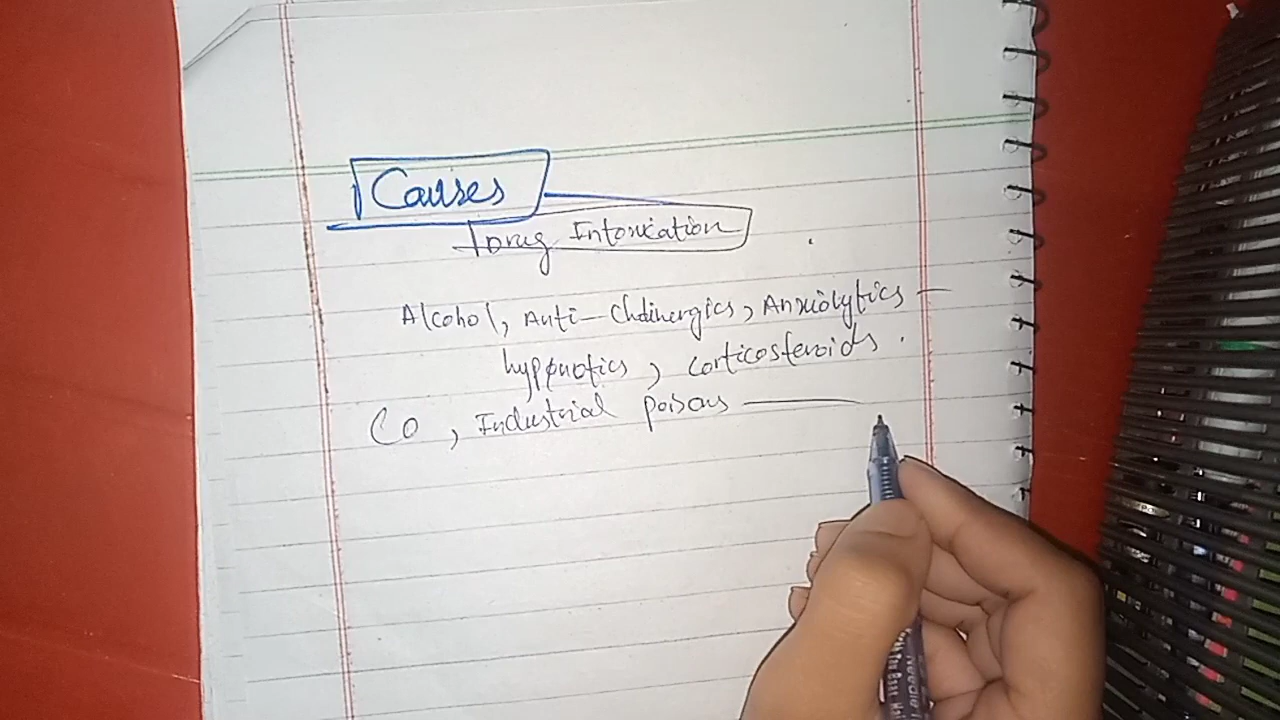 Causes
Drug Intoxication
Alcohol, Anti-Cholinergics, Anxiolytics -
hypnotics, corticosteroids.
CO, Industrial poisons